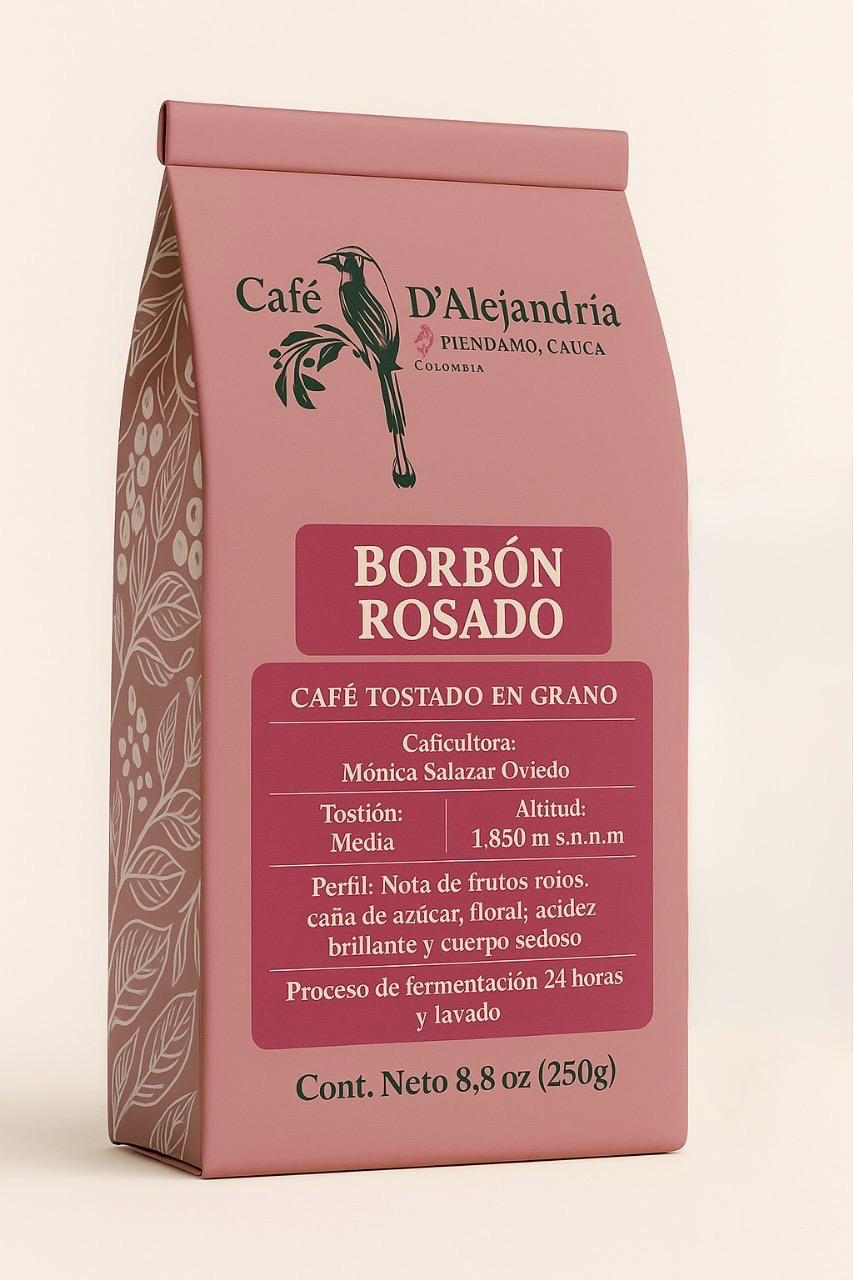 Café D'Alejandría
PIENDAMO, CAUCA
COLOMBIA
BORBÓN
ROSADO
CAFÉ TOSTADO EN GRANO
Caficultora:
Mónica Salazar Oviedo
Tostión:
Media
Altitud:
1,850 m s.n.n.m
Perfil: Nota de frutos roios.
caña de azúcar, floral; acidez
brillante y cuerpo sedoso
Proceso de fermentación 24 horas
y lavado
Cont. Neto 8,8 oz (250g)